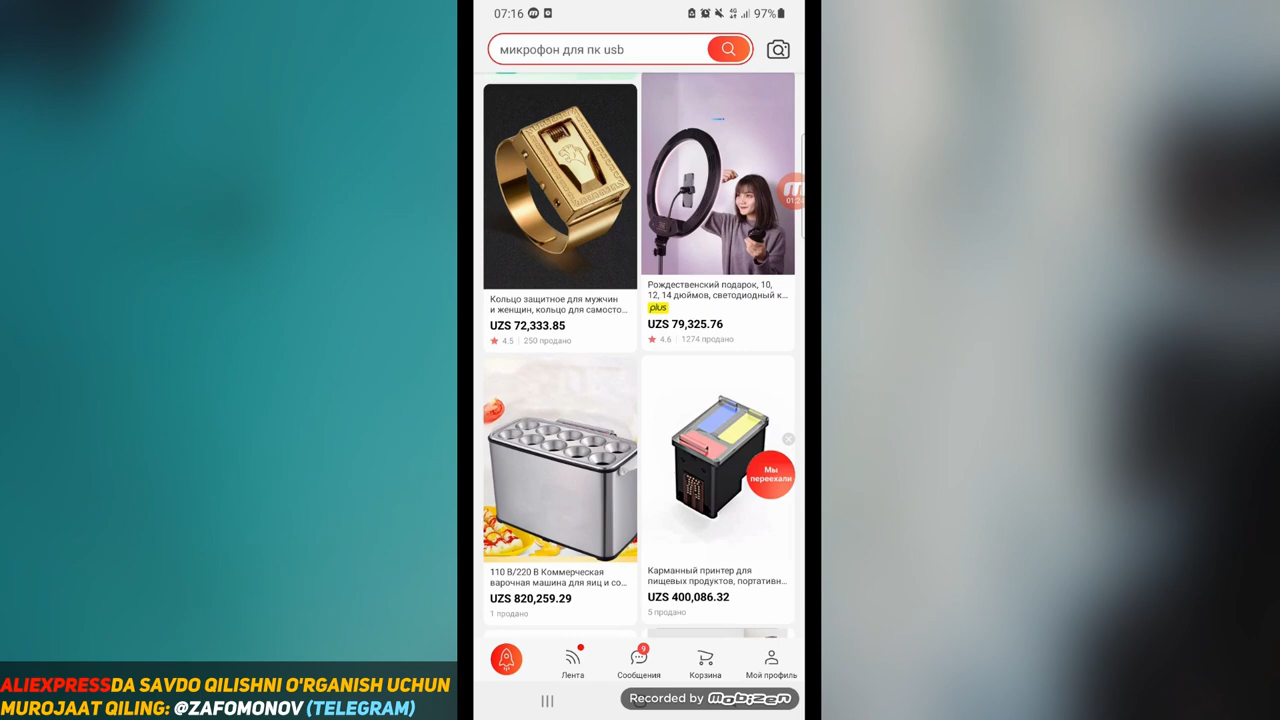 07:16
4G
97%
микрофон для пк usb
Кольцо защитное для мужчин
и женщин, кольцо для самосто...
UZS 72,333.85
4.5 | 250 продано
Рождественский подарок, 10,
12, 14 дюймов, светодиодный к...
plus
UZS 79,325.76
4.6 | 1274 продано
110 В/220 В Коммерческая
варочная машина для яиц и со...
UZS 820,259.29
1 продано
Мы
переехали
Карманный принтер для
пищевых продуктов, портативн...
UZS 400,086.32
5 продано
9
Лента
Сообщения
Корзина
Мой профиль
Recorded by mobizen
ALIEXPRESSDA SAVDO QILISHNI O'RGANISH UCHUN
MUROJAAT QILING: @ZAFOMONOV (TELEGRAM)